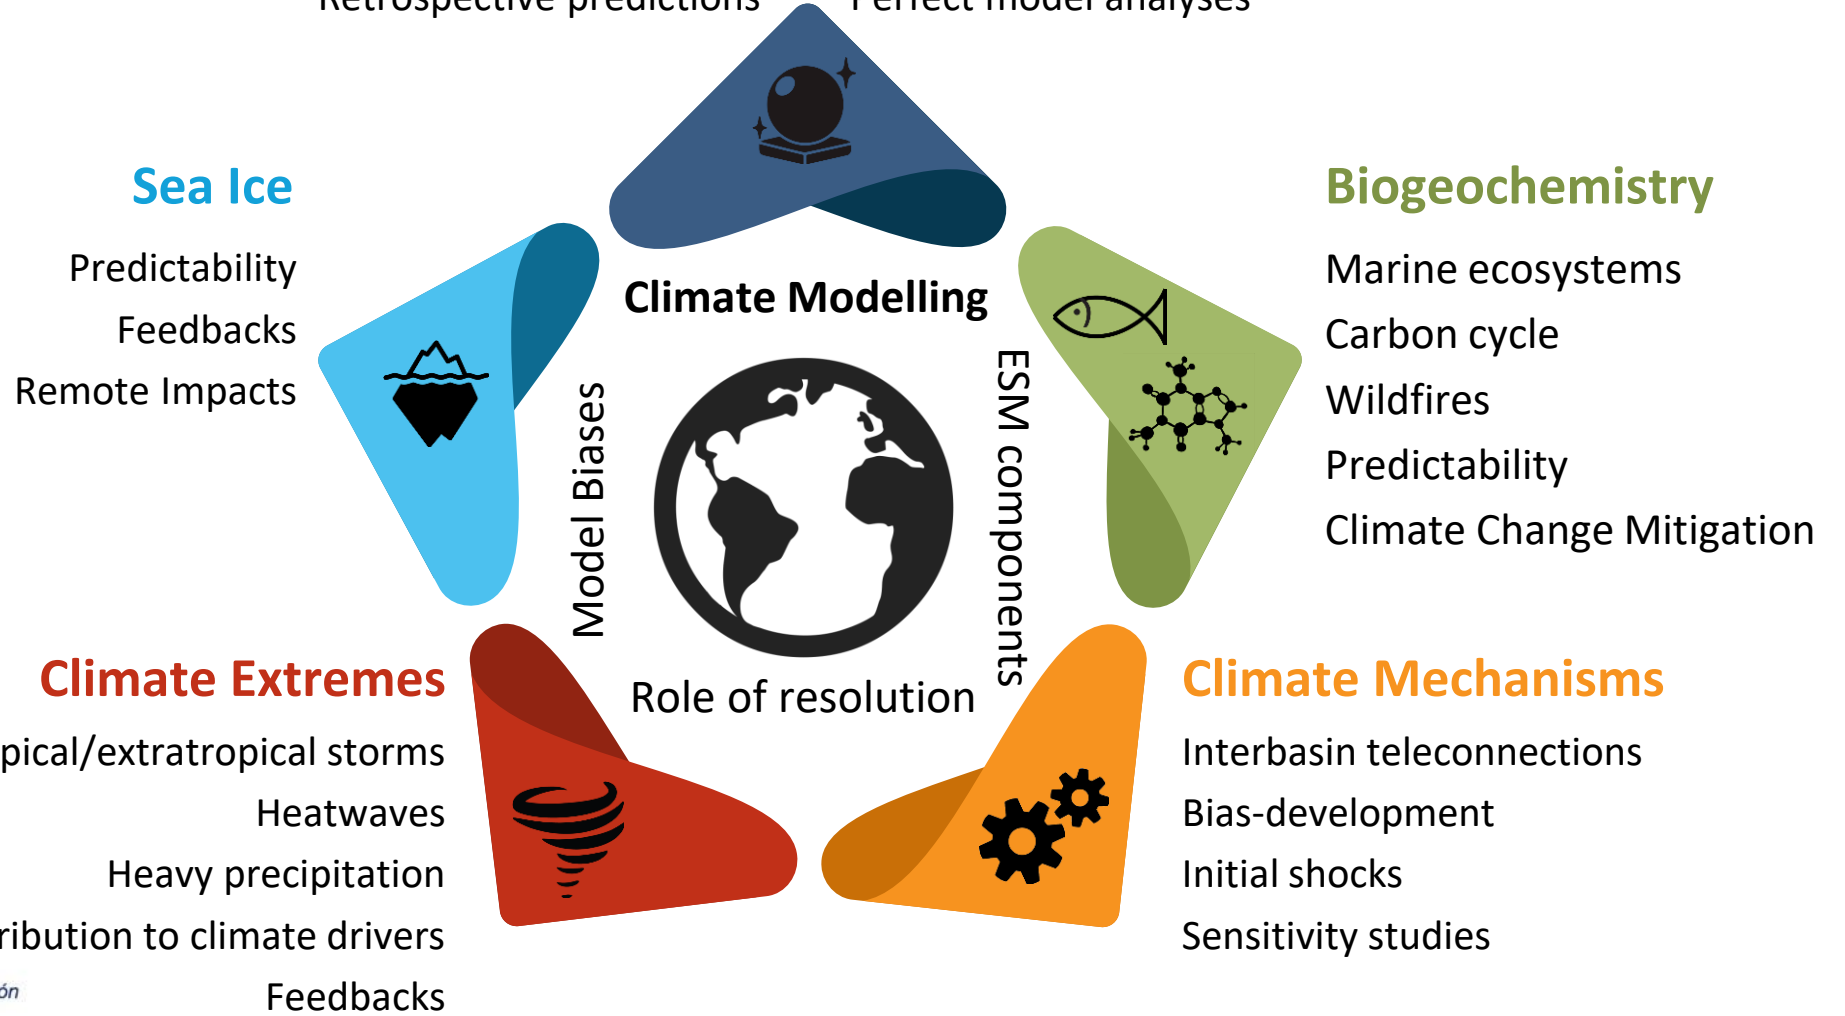 Retrospective predictions
Perfect model analyses
Sea Ice
Predictability
Feedbacks
Remote Impacts
Climate Modelling
Model Biases
ESM components
Role of resolution
Biogeochemistry
Marine ecosystems
Carbon cycle
Wildfires
Predictability
Climate Change Mitigation
Climate Extremes
pical/extratropical storms
Heatwaves
Heavy precipitation
ribution to climate drivers
Feedbacks
Climate Mechanisms
Interbasin teleconnections
Bias-development
Initial shocks
Sensitivity studies
ón